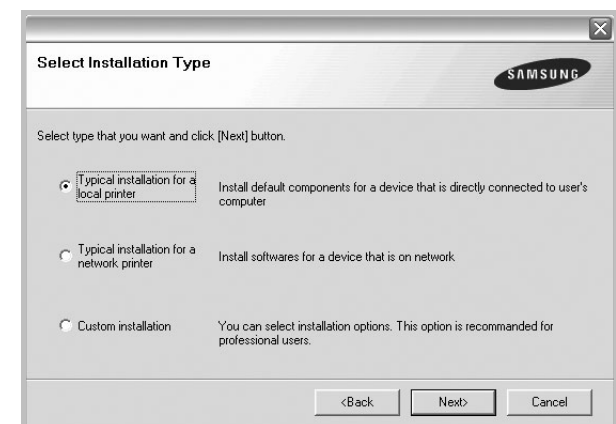 Select Installation Type
SAMSUNG
Select type that you want and click [Next] button.
Typical installation for a
local printer
Install default components for a device that is directly connected to user's
computer
Typical installation for a
network printer
Install softwares for a device that is on network
Custom installation
You can select installation options. This option is recommanded for
professional users.
<Back
Next>
Cancel